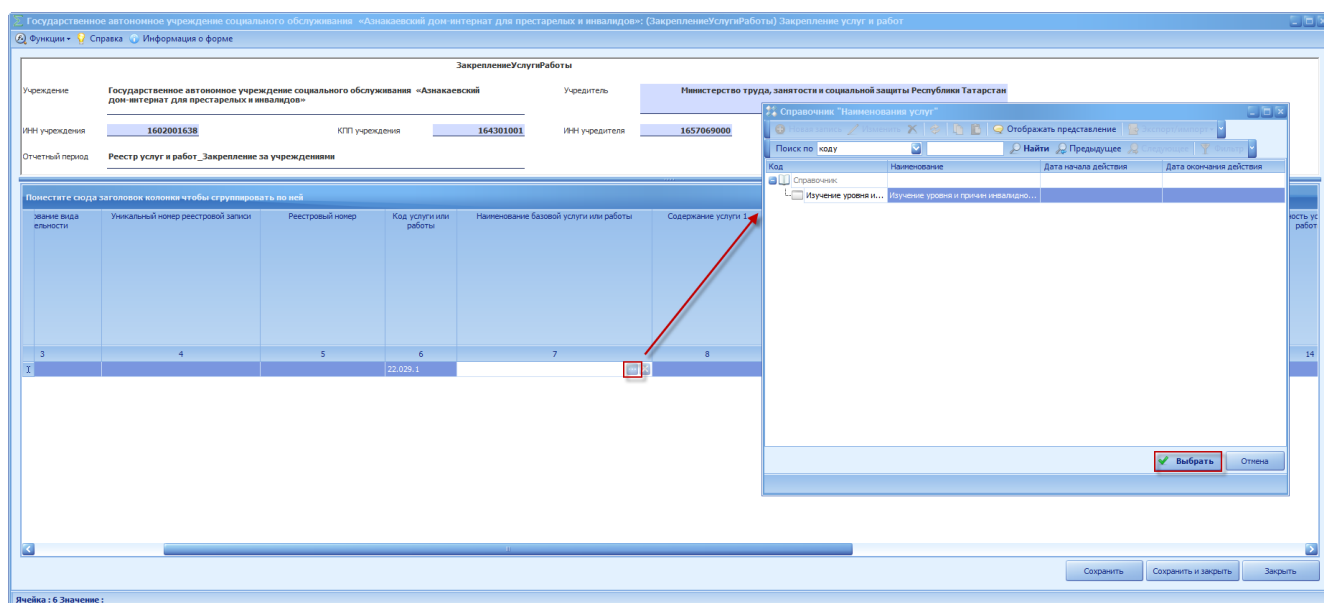 Государственное автономное учреждение социального обслуживания «Азнакаевский дом-интернат для престарелых и инвалидов»: (ЗакреплениеУслугиРаботы) Закрепление услуг и работ
Функции Справка Информация о форме
ЗакреплениеУслугиРаботы
Учреждение Государственное автономное учреждение социального обслуживания «Азнакаевский дом-интернат для престарелых и инвалидов» Учредитель Министерство труда, занятости и социальной защиты Республики Татарстан
ИНН учреждения 1602001638 КПП учреждения 164301001 ИНН учредителя 1657069000
Отчетный период Реестр услуг и работ_Закрепление за учреждениями
Поместите сюда заголовок колонки чтобы сгруппировать по ней
Уникальный номер реестровой записи Реестровый номер Код услуги или работы Наименование базовой услуги или работы Содержание услуги 1
3 4 5 6 7 8 14
22.029.1
Справочник "Наименования услуг"
Отображать представление
Поиск по коду Найти Предыдущее
Код Наименование Дата начала действия Дата окончания действия
Справочник
Изучение уровня и... Изучение уровня и причин инвалидно...
Выбрать Отмена
Сохранить Сохранить и закрыть Закрыть
Ячейка : 6 Значение :